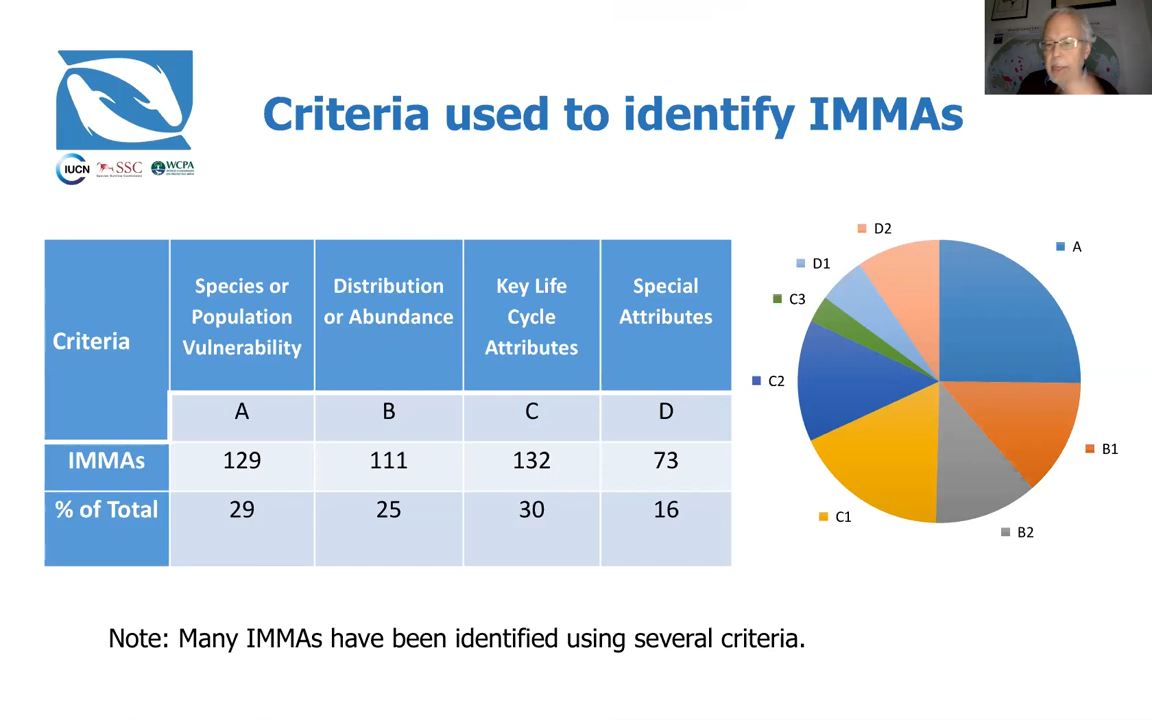 Criteria used to identify IMMAs
IUCN
SSC
WCPA
Criteria
Species or
Population
Vulnerability
Distribution
or Abundance
Key Life
Cycle
Attributes
Special
Attributes
A
B
C
D
IMMAs
129
111
132
73
% of Total
29
25
30
16
D2
A
D1
C3
C2
B1
C1
B2
Note: Many IMMAs have been identified using several criteria.